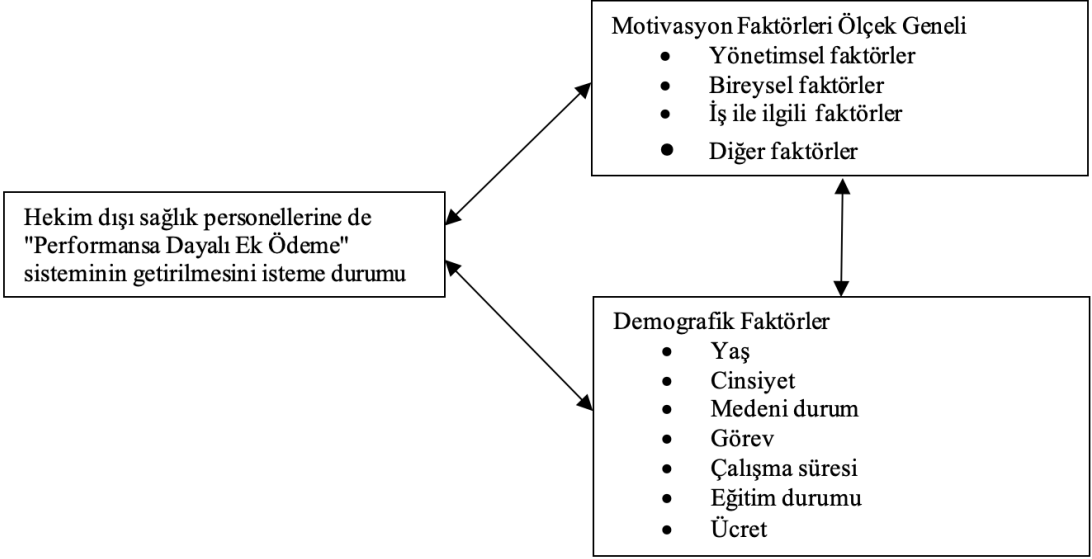 Motivasyon Faktörleri Ölçek Geneli
• Yönetimsel faktörler
• Bireysel faktörler
• İş ile ilgili faktörler
• Diğer faktörler
Hekim dışı sağlık personellerine de
"Performansa Dayalı Ek Ödeme"
sisteminin getirilmesini isteme durumu
Demografik Faktörler
• Yaş
• Cinsiyet
• Medeni durum
• Görev
• Çalışma süresi
• Eğitim durumu
• Ücret